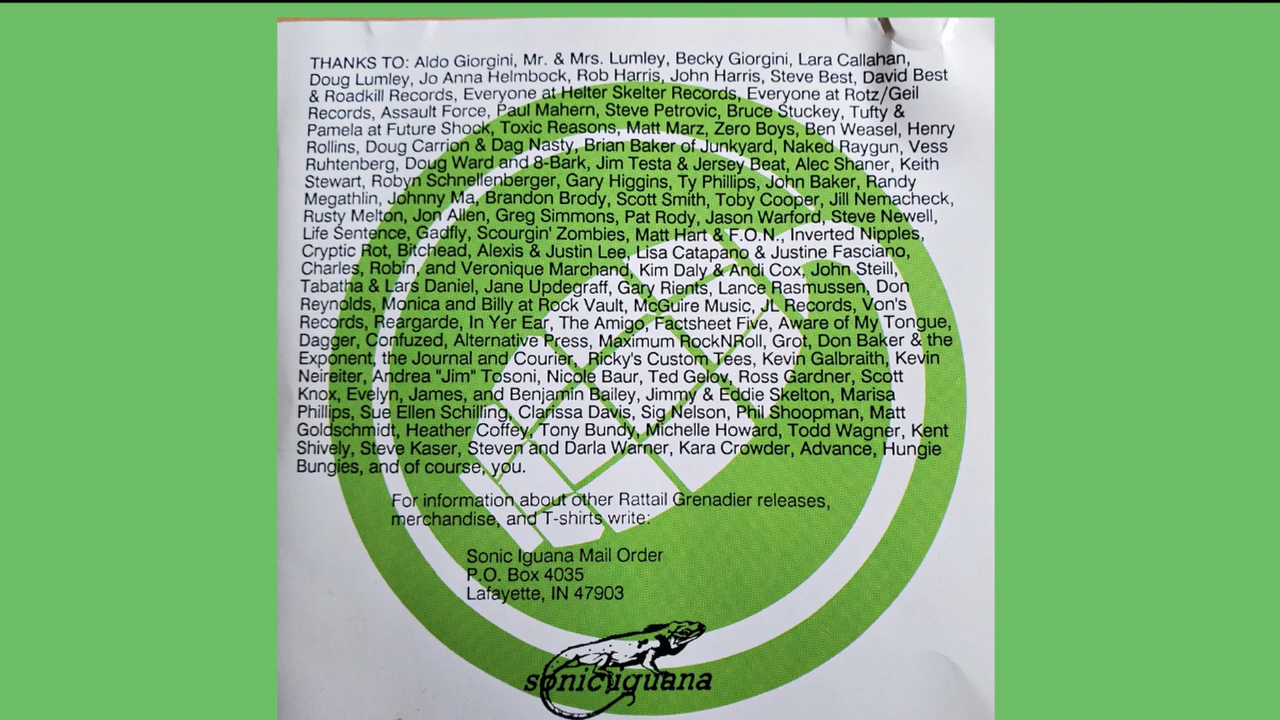 THANKS TO: Aldo Giorgini, Mr. & Mrs. Lumley, Becky Giorgini, Lara Callahan,
Doug Lumley, Jo Anna Helmbock, Rob Harris, John Harris, Steve Best, David Best
& Roadkill Records, Everyone at Helter Skelter Records, Everyone at Rotz/Geil
Records, Assault Force, Paul Mahern, Steve Petrovic, Bruce Stuckey, Tufty &
Pamela at Future Shock, Toxic Reasons, Matt Marz, Zero Boys, Ben Weasel, Henry
Rollins, Doug Carrion & Dag Nasty, Brian Baker of Junkyard, Naked Raygun, Vess
Ruhtenberg, Doug Ward and 8-Bark, Jim Testa & Jersey Beat, Alec Shaner, Keith
Stewart, Robyn Schnellenberger, Gary Higgins, Ty Phillips, John Baker, Randy
Megathlin, Johnny Ma, Brandon Brody, Scott Smith, Toby Cooper, Jill Nemacheck,
Rusty Melton, Jon Allen, Greg Simmons, Pat Rody, Jason Warford, Steve Newell,
Life Sentence, Gadfly, Scourgin' Zombies, Matt Hart & F.O.N., Inverted Nipples,
Cryptic Rot, Bitchead, Alexis & Justin Lee, Lisa Catapano & Justine Fasciano,
Charles, Robin, and Veronique Marchand, Kim Daly & Andi Cox, John Steill,
Tabatha & Lars Daniel, Jane Updegraff, Gary Rients, Lance Rasmussen, Don
Reynolds, Monica and Billy at Rock Vault, McGuire Music, JL Records, Von's
Records, Reargarde, In Yer Ear, The Amigo, Factsheet Five, Aware of My Tongue,
Dagger, Confuzed, Alternative Press, Maximum RockNRoll, Grot, Don Baker & the
Exponent, the Journal and Courier, Ricky's Custom Tees, Kevin Galbraith, Kevin
Neireiter, Andrea "Jim" Tosoni, Nicole Baur, Ted Gelov, Ross Gardner, Scott
Knox, Evelyn, James, and Benjamin Bailey, Jimmy & Eddie Skelton, Marisa
Phillips, Sue Ellen Schilling, Clarissa Davis, Sig Nelson, Phil Shoopman, Matt
Goldschmidt, Heather Coffey, Tony Bundy, Michelle Howard, Todd Wagner, Kent
Shively, Steve Kaser, Steven and Darla Warner, Kara Crowder, Advance, Hungie
Bungies, and of course, you.
For information about other Rattail Grenadier releases,
merchandise, and T-shirts write:
Sonic Iguana Mail Order
P.O. Box 4035
Lafayette, IN 47903
sonic iguana